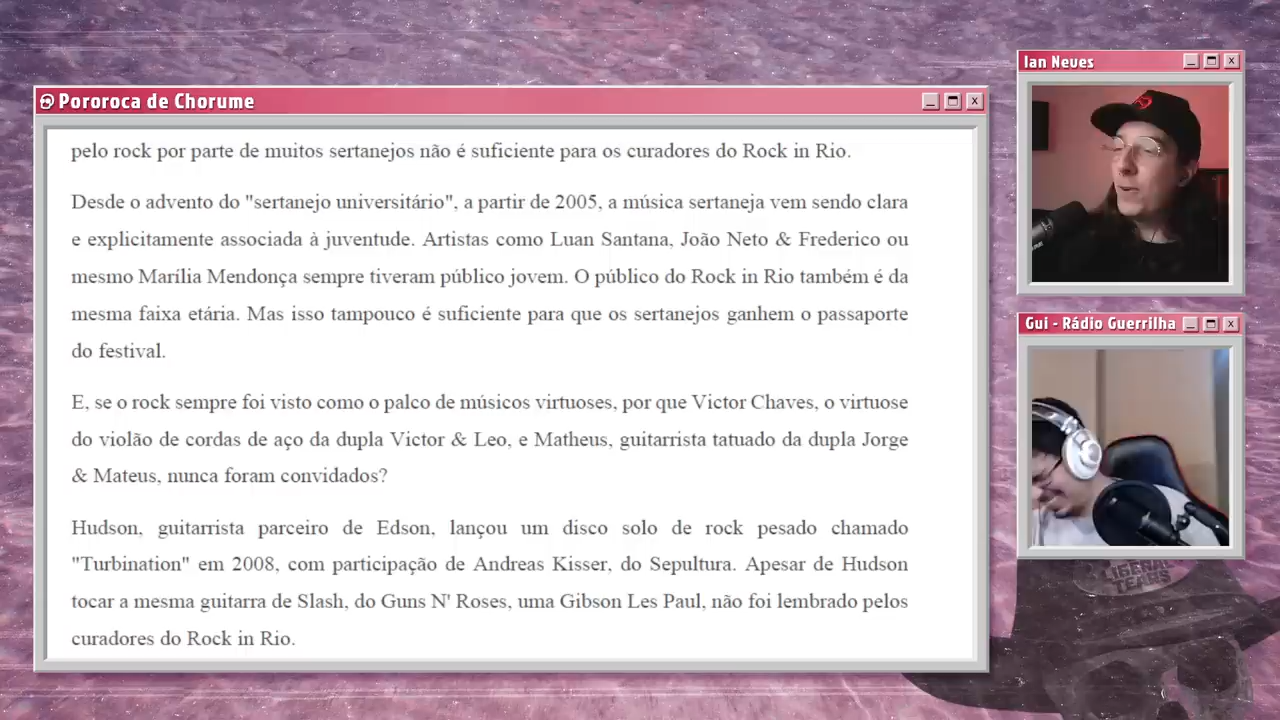 Pororoca de Chorume
pelo rock por parte de muitos sertanejos não é suficiente para os curadores do Rock in Rio.
Desde o advento do "sertanejo universitário", a partir de 2005, a música sertaneja vem sendo clara
e explicitamente associada à juventude. Artistas como Luan Santana, João Neto & Frederico ou
mesmo Marília Mendonça sempre tiveram público jovem. O público do Rock in Rio também é da
mesma faixa etária. Mas isso tampouco é suficiente para que os sertanejos ganhem o passaporte
do festival.
E, se o rock sempre foi visto como o palco de músicos virtuoses, por que Victor Chaves, o virtuose
do violão de cordas de aço da dupla Victor & Leo, e Matheus, guitarrista tatuado da dupla Jorge
& Mateus, nunca foram convidados?
Hudson, guitarrista parceiro de Edson, lançou um disco solo de rock pesado chamado
"Turbination" em 2008, com participação de Andreas Kisser, do Sepultura. Apesar de Hudson
tocar a mesma guitarra de Slash, do Guns N' Roses, uma Gibson Les Paul, não foi lembrado pelos
curadores do Rock in Rio.
Ian Neves
Gui - Rádio Guerrilha
LIBERAL
TEARS